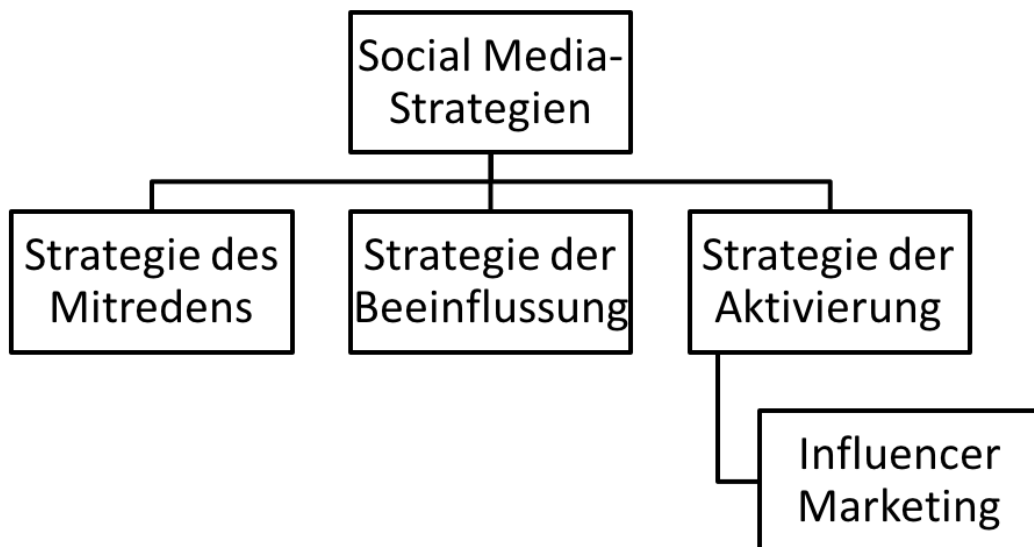 Social Media-
Strategien
Strategie des
Mitredens
Strategie der
Beeinflussung
Strategie der
Aktivierung
Influencer
Marketing